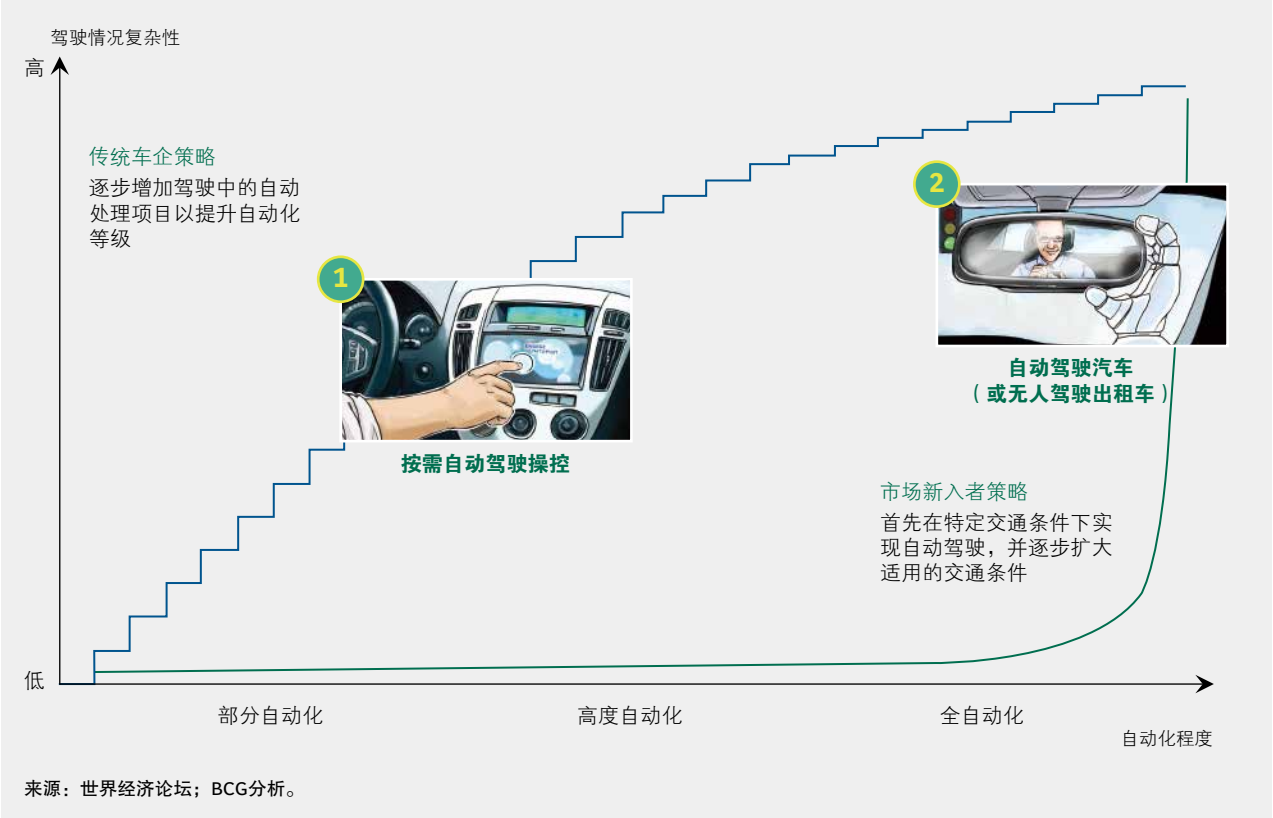 驾驶情况复杂性
高
传统车企策略
逐步增加驾驶中的自动
处理项目以提升自动化
等级
1
ENGAGE
AUTOPILOT
按需自动驾驶操控
2
自动驾驶汽车
（或无人驾驶出租车）
市场新入者策略
首先在特定交通条件下实
现自动驾驶，并逐步扩大
适用的交通条件
低
部分自动化
高度自动化
全自动化
自动化程度
来源：世界经济论坛；BCG分析。